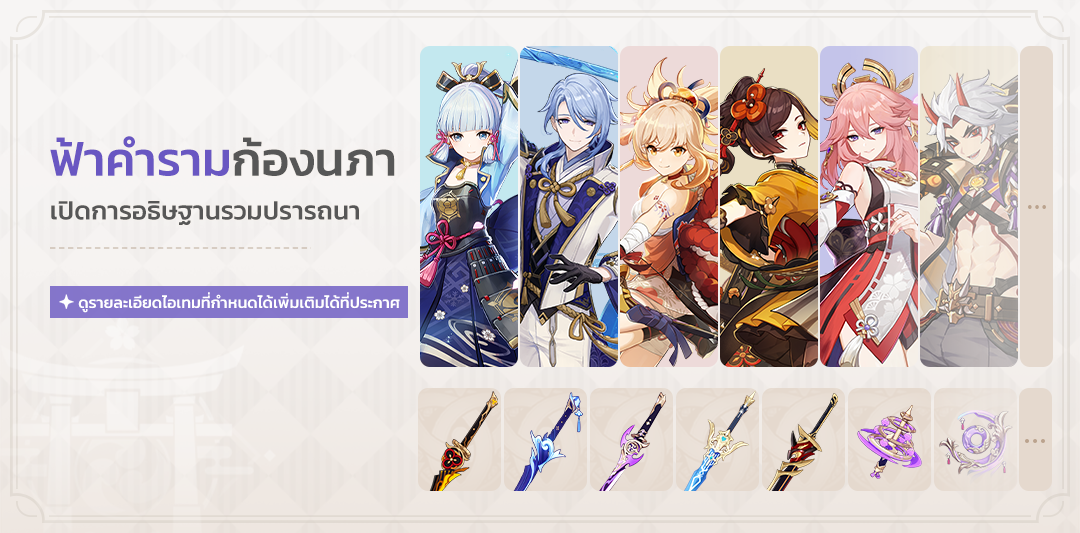 ฟ้าคำรามก้องนภา
เปิดการอธิษฐานรวมปรารถนา
ดูรายละเอียดไอเทมที่กำหนดได้เพิ่มเติมได้ที่ประกาศ